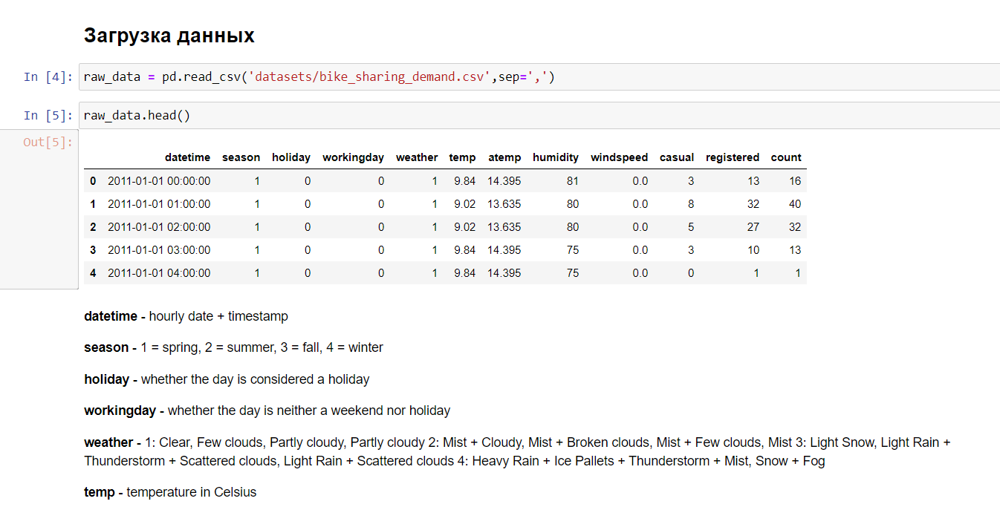 Загрузка данных
In [4]: raw_data = pd.read_csv('datasets/bike_sharing_demand.csv',sep=',')
In [5]: raw_data.head()
Out[5]:
datetime season holiday workingday weather temp atemp humidity windspeed casual registered count
0 2011-01-01 00:00:00 1 0 0 1 9.84 14.395 81 0.0 3 13 16
1 2011-01-01 01:00:00 1 0 0 1 9.02 13.635 80 0.0 8 32 40
2 2011-01-01 02:00:00 1 0 0 1 9.02 13.635 80 0.0 5 27 32
3 2011-01-01 03:00:00 1 0 0 1 9.84 14.395 75 0.0 3 10 13
4 2011-01-01 04:00:00 1 0 0 1 9.84 14.395 75 0.0 0 1 1
datetime - hourly date + timestamp
season - 1 = spring, 2 = summer, 3 = fall, 4 = winter
holiday - whether the day is considered a holiday
workingday - whether the day is neither a weekend nor holiday
weather - 1: Clear, Few clouds, Partly cloudy, Partly cloudy 2: Mist + Cloudy, Mist + Broken clouds, Mist + Few clouds, Mist 3: Light Snow, Light Rain +
Thunderstorm + Scattered clouds, Light Rain + Scattered clouds 4: Heavy Rain + Ice Pallets + Thunderstorm + Mist, Snow + Fog
temp - temperature in Celsius